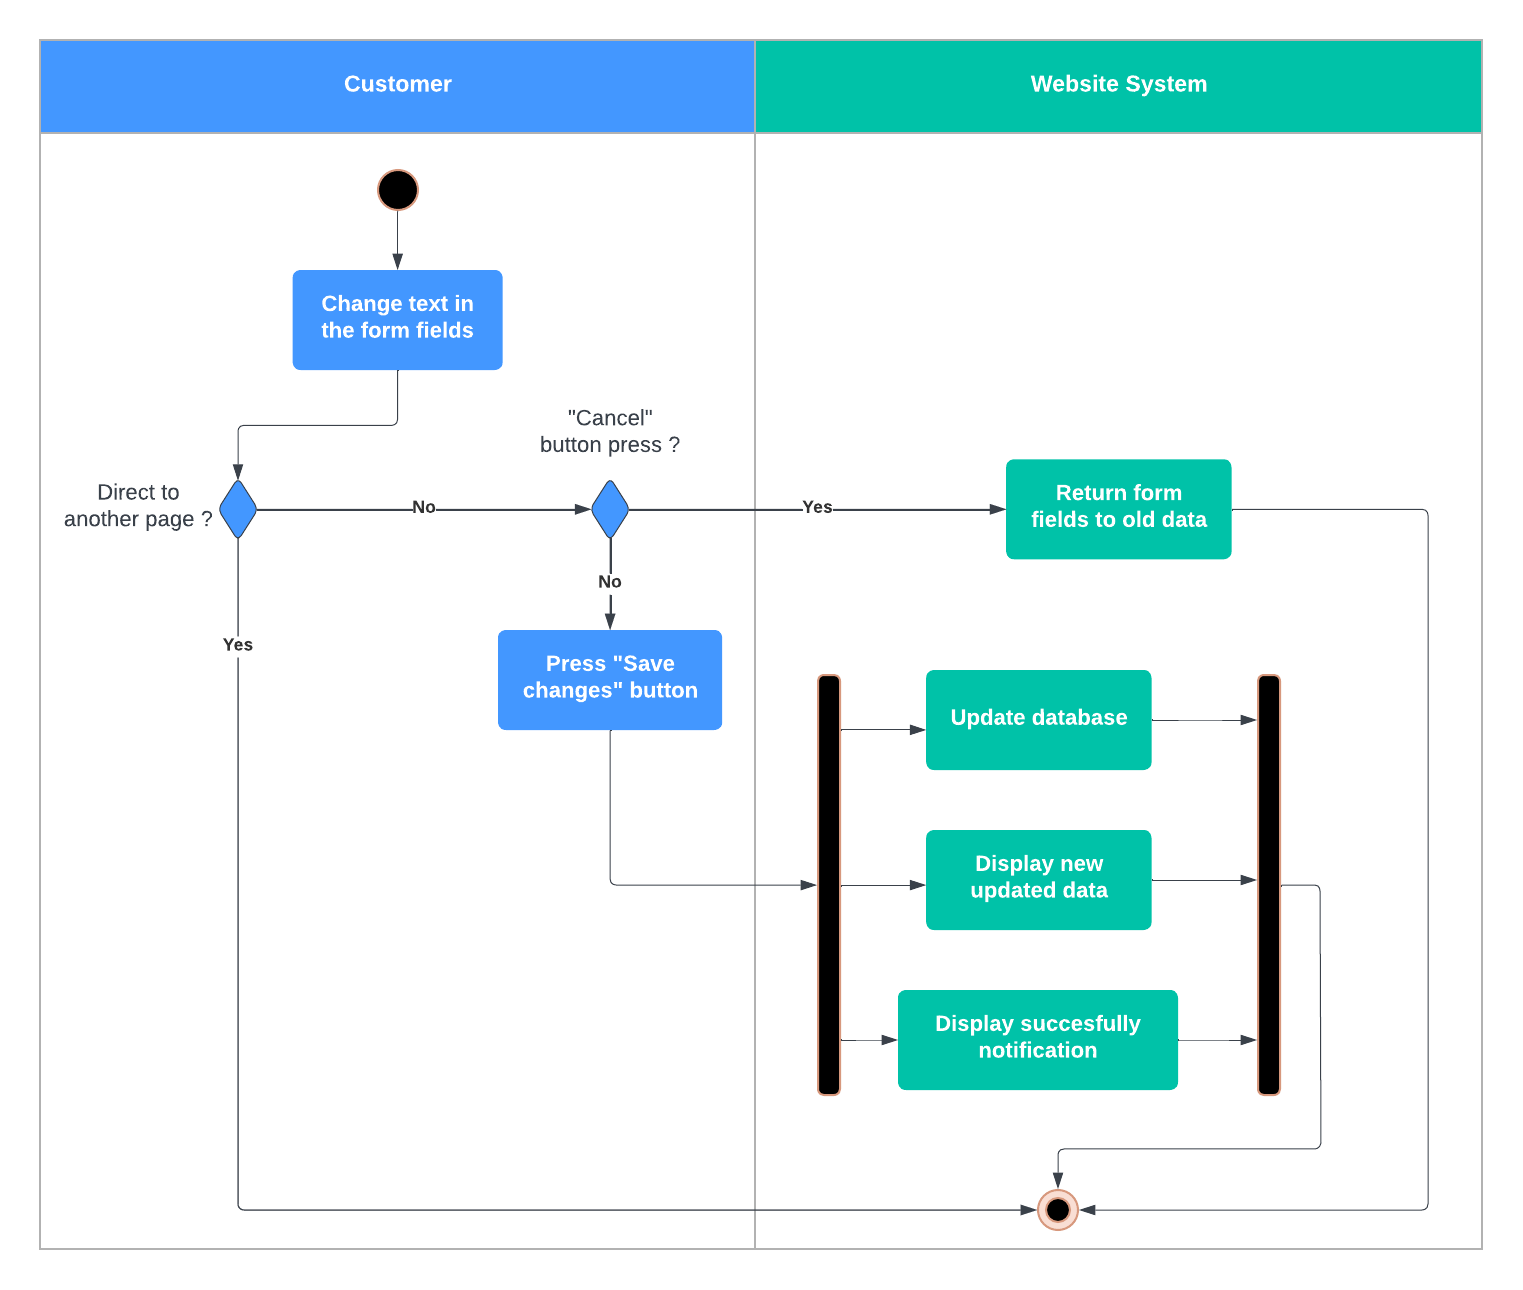 Customer
Website System
Change text in
the form fields
"Cancel"
button press ?
Direct to
another page ?
No
Yes
Return form
fields to old data
No
Yes
Press "Save
changes" button
Update database
Display new
updated data
Display succesfully
notification